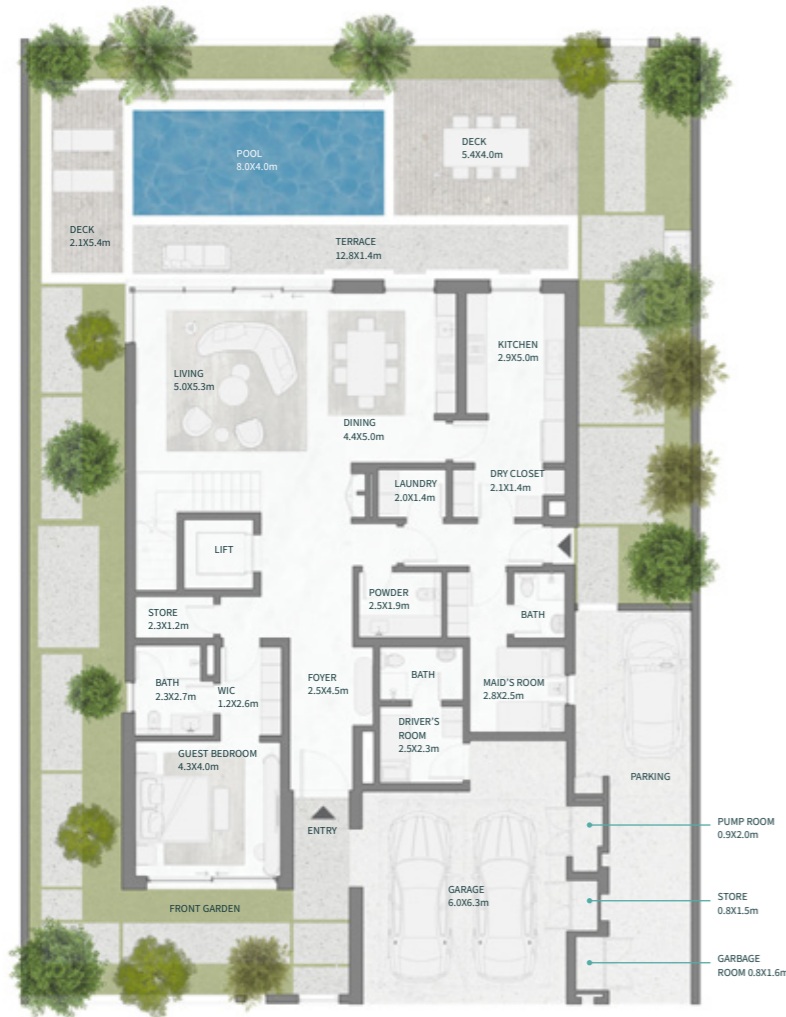 POOL
8.0X4.0m
DECK
5.4X4.0m
DECK
2.1X5.4m
TERRACE
12.8X1.4m
KITCHEN
2.9X5.0m
LIVING
5.0X5.3m
DINING
4.4X5.0m
LAUNDRY
2.0X1.4m
DRY CLOSET
2.1X1.4m
LIFT
POWDER
2.5X1.9m
STORE
2.3X1.2m
BATH
BATH
2.3X2.7m
WIC
1.2X2.6m
FOYER
2.5X4.5m
BATH
MAID'S ROOM
2.8X2.5m
DRIVER'S
ROOM
2.5X2.3m
GUEST BEDROOM
4.3X4.0m
PARKING
ENTRY
PUMP ROOM
0.9X2.0m
GARAGE
6.0X6.3m
STORE
0.8X1.5m
FRONT GARDEN
GARBAGE
ROOM 0.8X1.6m